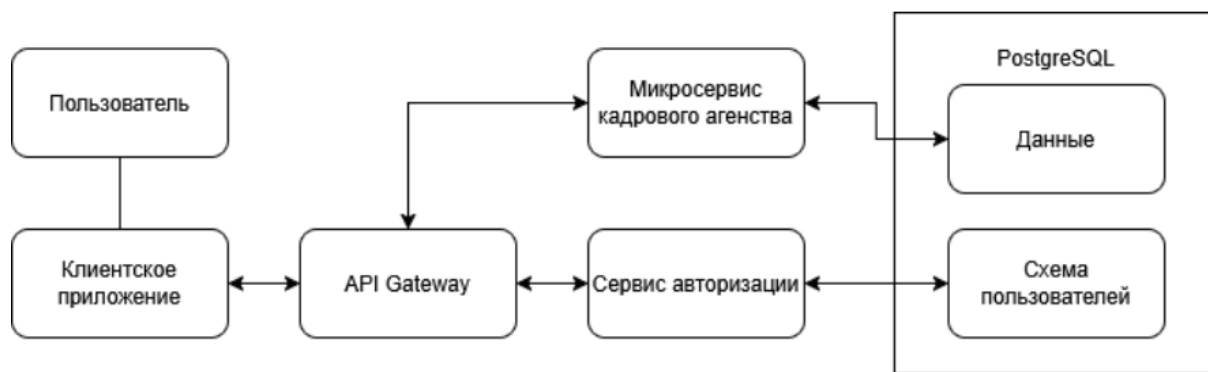 Пользователь
Микросервис
кадрового агенства
PostgreSQL
Данные
Клиентское
приложение
API Gateway
Сервис авторизации
Схема
пользователей